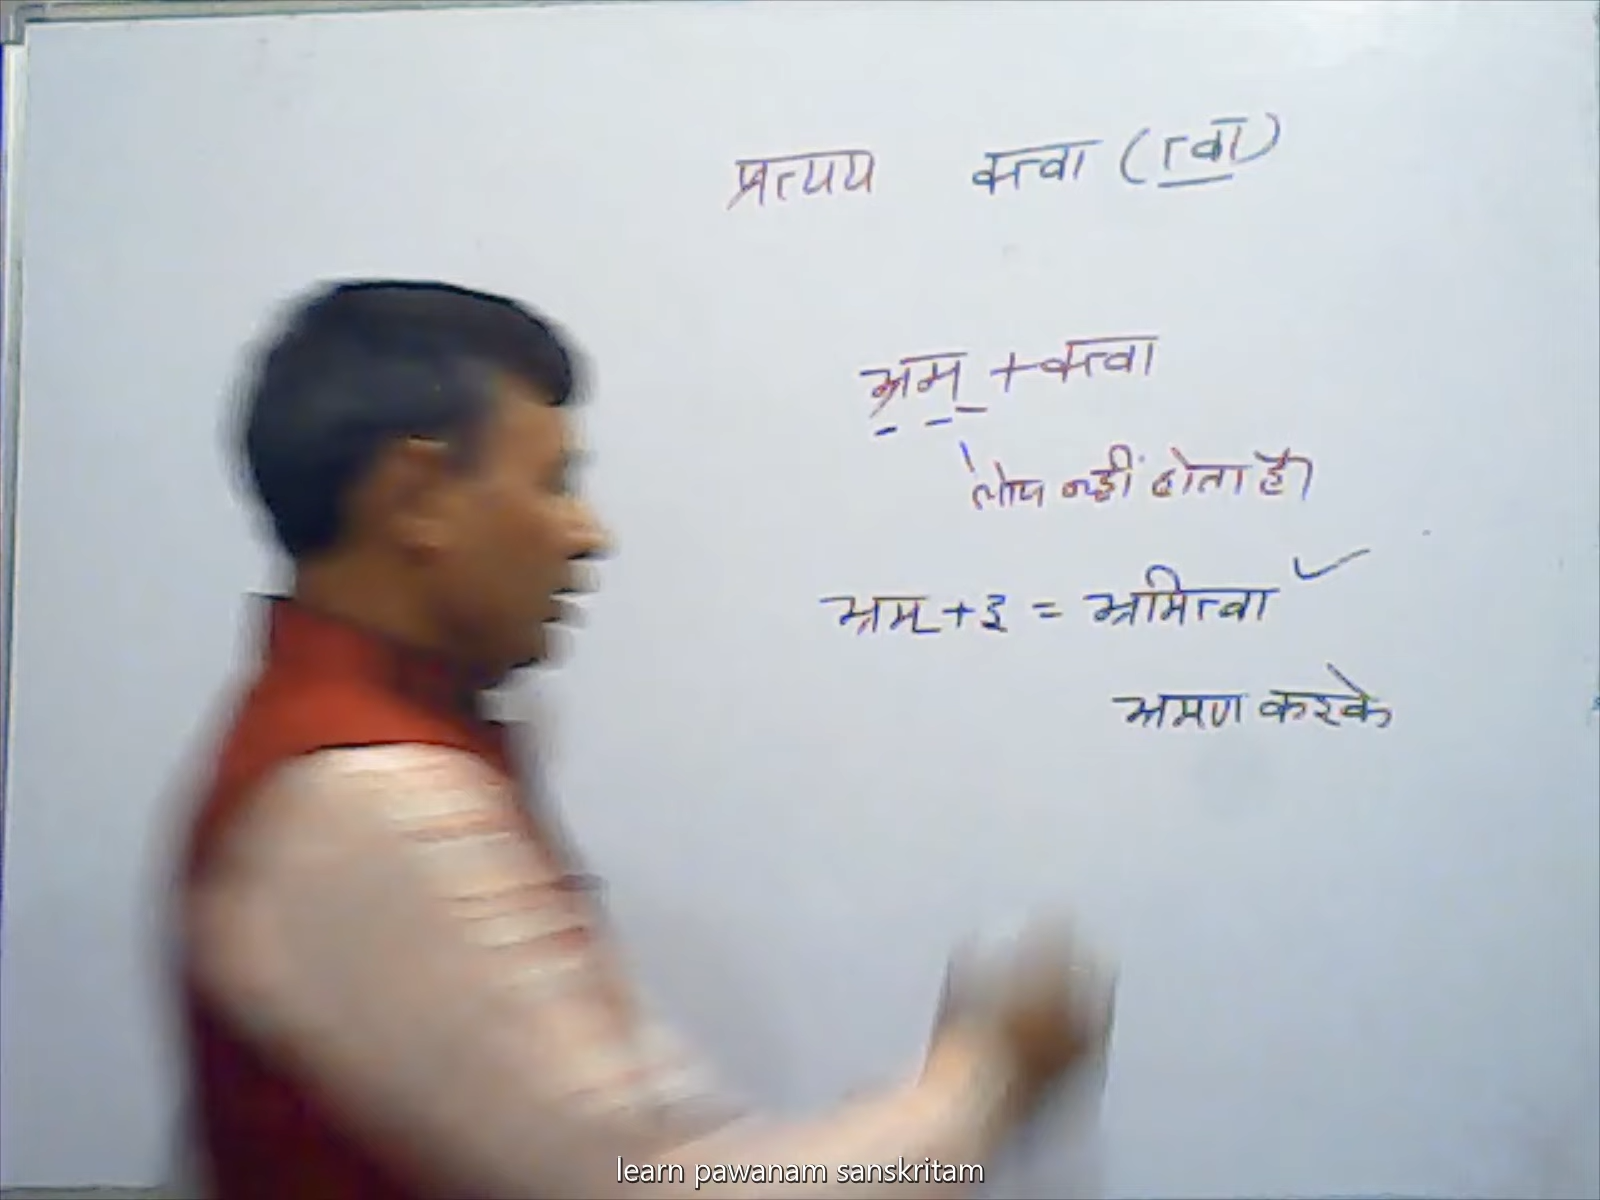 प्रत्यय क्त्वा (त्वा)
भ्रम् + क्त्वा
लोप नहीं होता है।
भ्रम् + इ = भ्रमित्वा ✓
भ्रमण करके
learn pawanam sanskritam